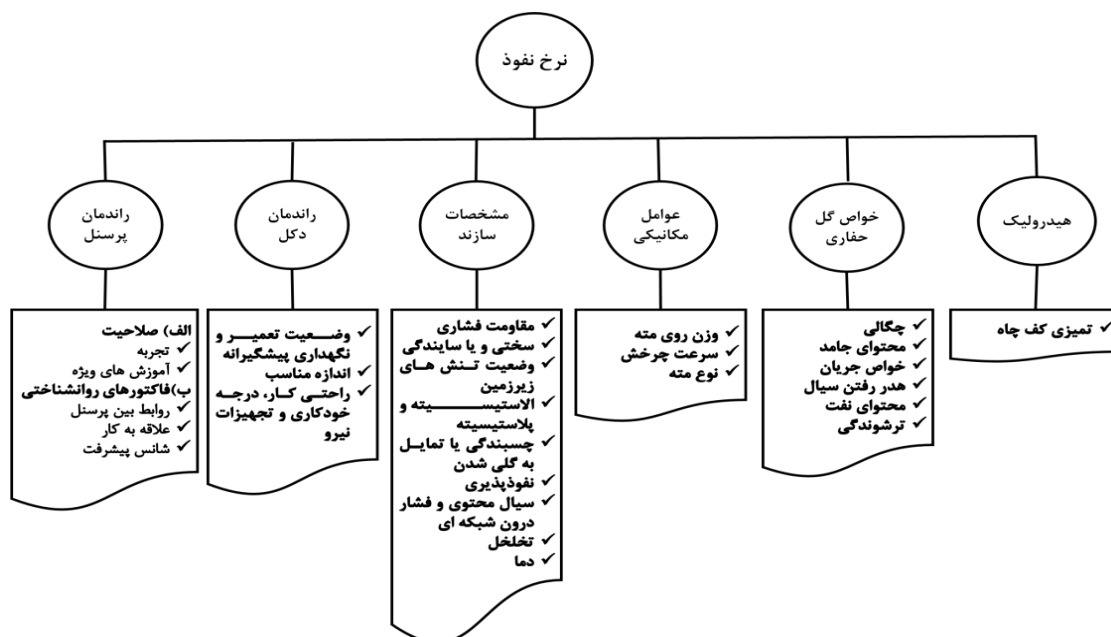 نرخ نفوذ
هیدرولیک
خواص گل
حفاری
عوامل
مکانیکی
مشخصات
سازند
راندمان
دکل
راندمان
پرسنل
✓ تمیزی کف چاه
✓ چگالی
✓ محتوای جامد
✓ خواص جریان
✓ هدر رفتن سیال
✓ محتوای نفت
✓ ترشوندگی
✓ وزن روی مته
✓ سرعت چرخش
✓ نوع مته
✓ مقاومت فشاری
✓ سختی و یا سایندگی
✓ وضعیت تنش های
زیرزمین
✓ الاستیسیته و
پلاستیسیته
✓ چسبندگی یا تمایل
به گلی شدن
✓ نفوذپذیری
✓ سیال محتوی و فشار
درون شبکه ای
✓ تخلخل
✓ دما
✓ وضعیت تعمیر و
نگهداری پیشگیرانه
✓ اندازه مناسب
✓ راحتی کار، درجه
خودکاری و تجهیزات
نیرو
الف) صلاحیت
✓ تجربه
✓ آموزش های ویژه
ب)فاکتورهای روانشناختی
✓ روابط بین پرسنل
✓ علاقه به کار
✓ شانس پیشرفت